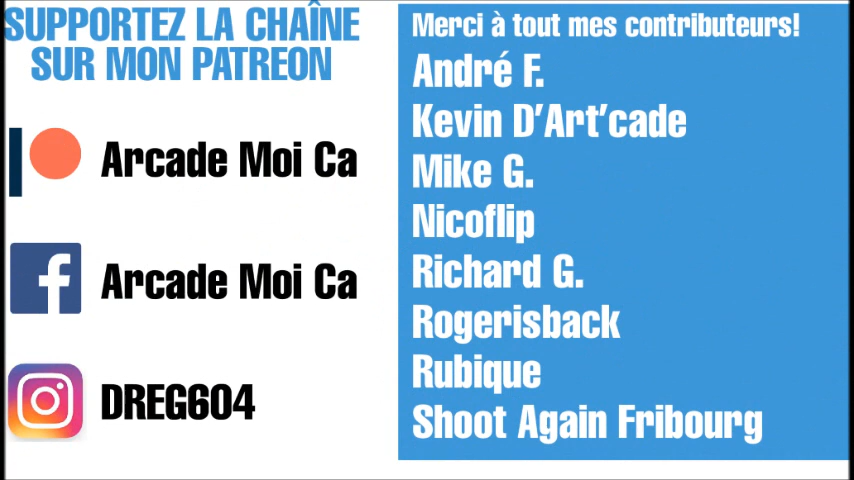 SUPPORTEZ LA CHAÎNE
SUR MON PATREON
Arcade Moi Ca
Arcade Moi Ca
DREG604
Merci à tout mes contributeurs!
André F.
Kevin D'Art'cade
Mike G.
Nicoflip
Richard G.
Rogerisback
Rubique
Shoot Again Fribourg